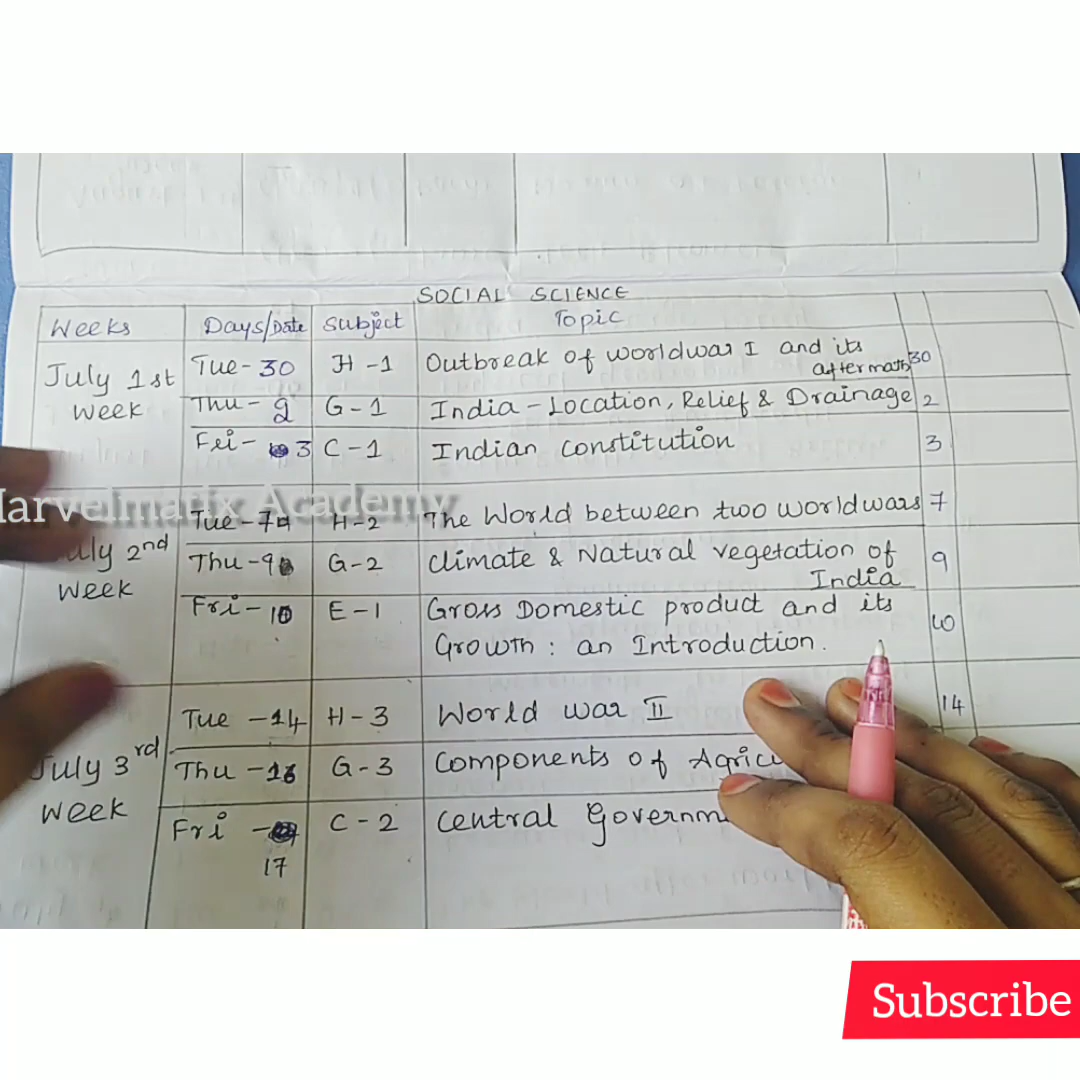 SOCIAL SCIENCE
Weeks Days/Date Subject Topic
July 1st week Tue-30 H-1 Outbreak of worldwar I and its aftermath 30
Thu-2 G-1 India-Location, Relief & Drainage 2
Fri-3 C-1 Indian Constitution 3
Marvelmatix Academy
July 2nd week Tue-7 H-2 The World between two worldwars 7
Thu-9 G-2 Climate & Natural vegetation of India 9
Fri-10 E-1 Gross Domestic product and its 10
Growth: an Introduction.
July 3rd week Tue-14 H-3 World war II 14
Thu-16 G-3 Components of
Fri- 17 C-2 Central
Subscribe